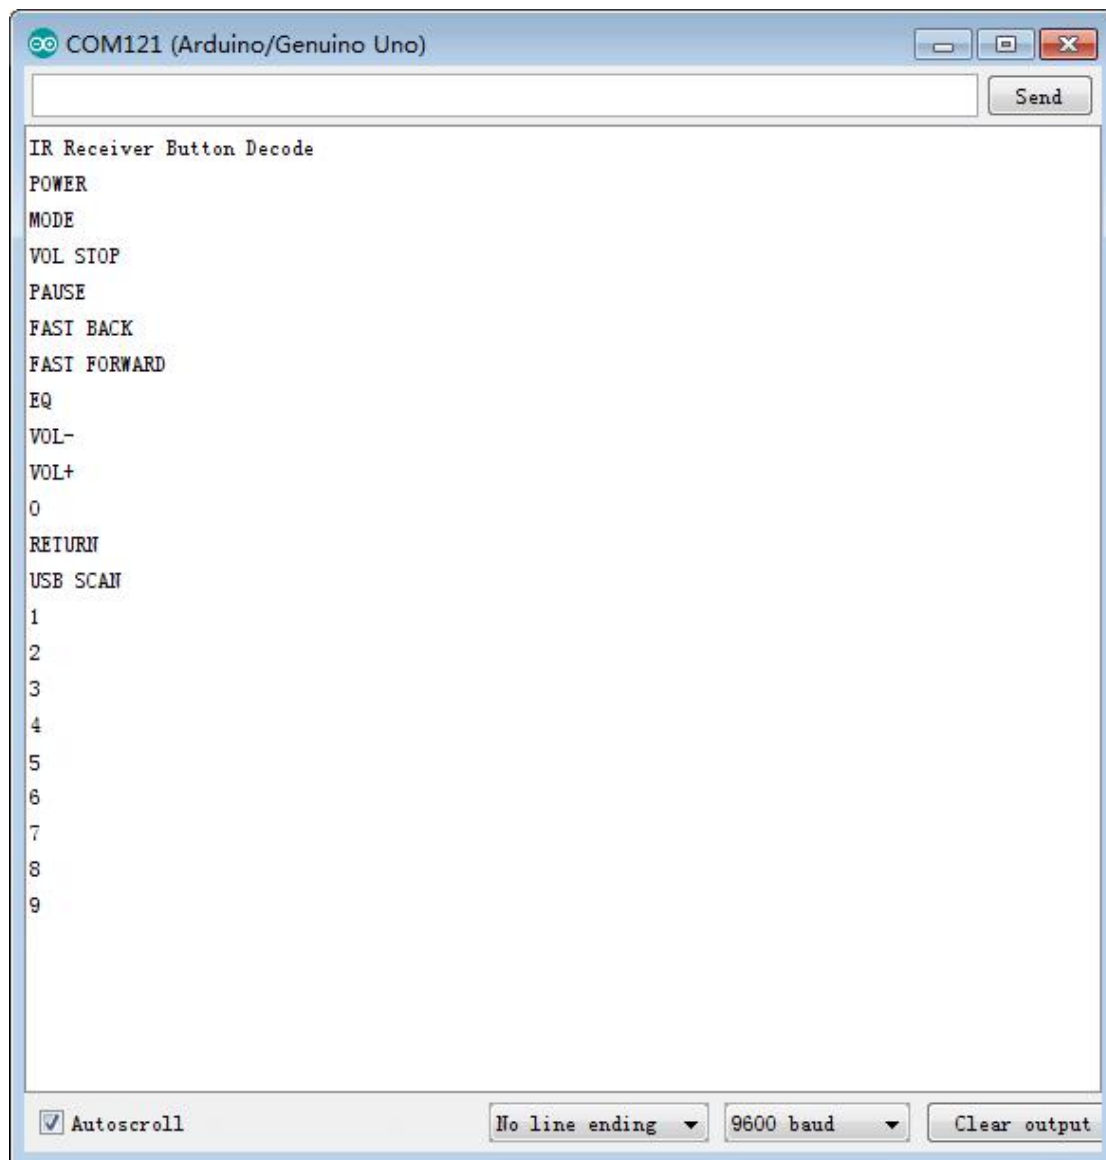 COM121 (Arduino/Genuino Uno)
Send
IR Receiver Button Decode
POWER
MODE
VOL STOP
PAUSE
FAST BACK
FAST FORWARD
EQ
VOL-
VOL+
0
RETURN
USB SCAN
1
2
3
4
5
6
7
8
9
Autoscroll No line ending 9600 baud Clear output